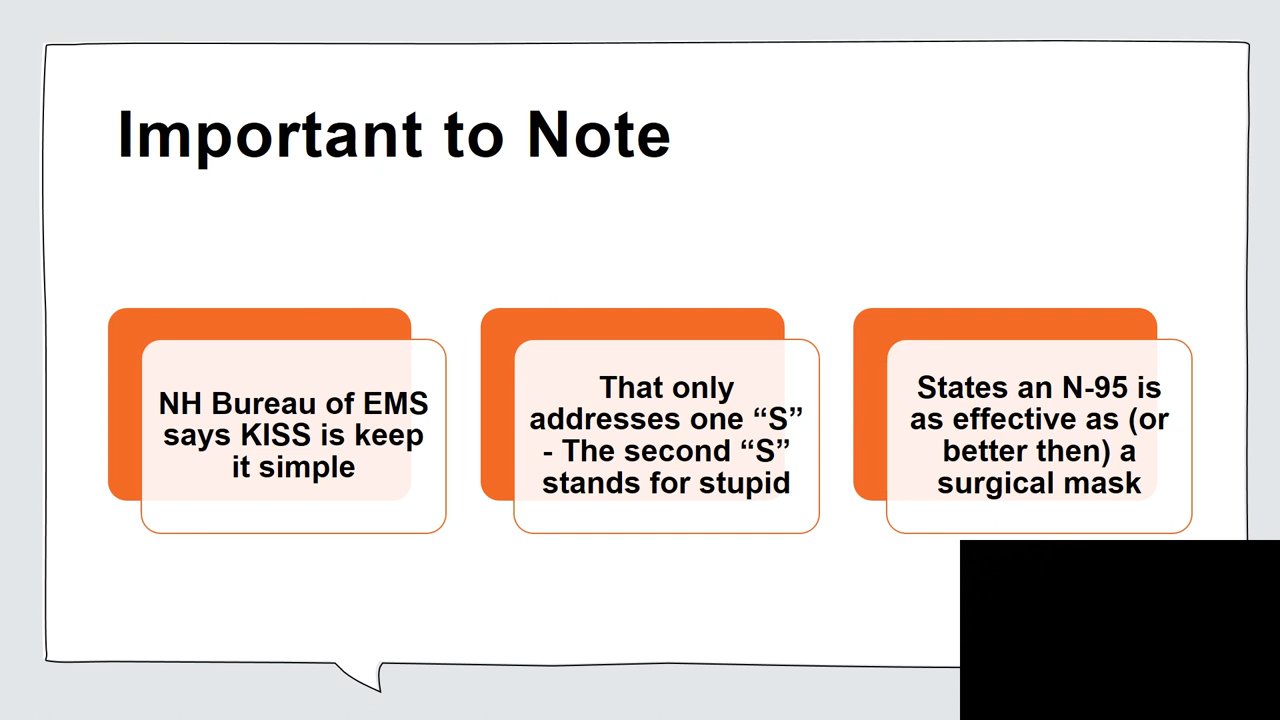 Important to Note
NH Bureau of EMS
says KISS is keep
it simple
That only
addresses one “S”
- The second “S”
stands for stupid
States an N-95 is
as effective as (or
better then) a
surgical mask